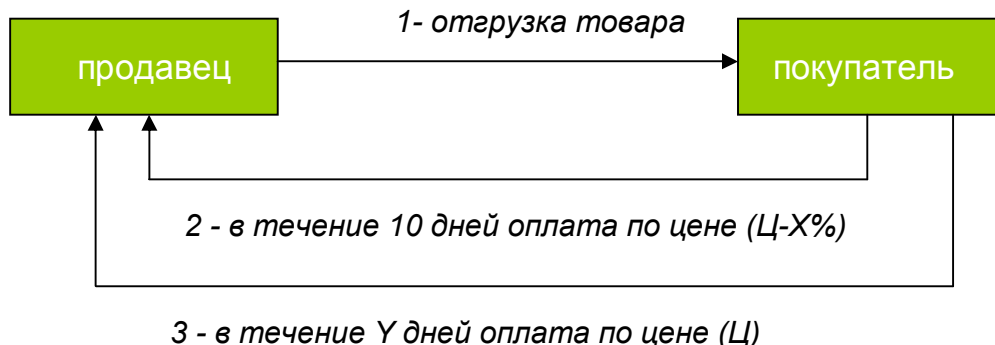 1- отгрузка товара
продавец
покупатель
2 - в течение 10 дней оплата по цене (Ц-Х%)
3 - в течение Y дней оплата по цене (Ц)